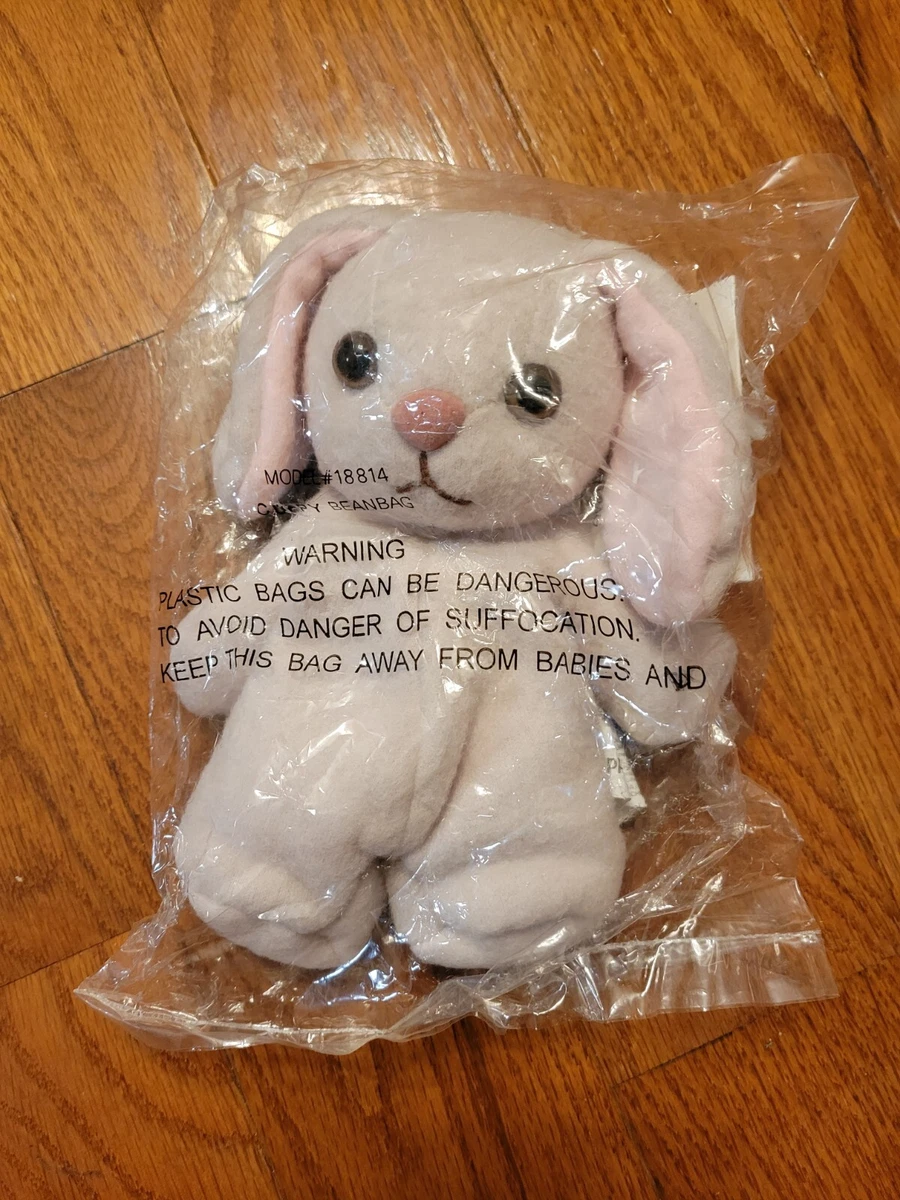 MODEL#18814
BEANBAG
WARNING
PLASTIC BAGS CAN BE DANGEROUS.
TO AVOID DANGER OF SUFFOCATION.
KEEP THIS BAG AWAY FROM BABIES AND